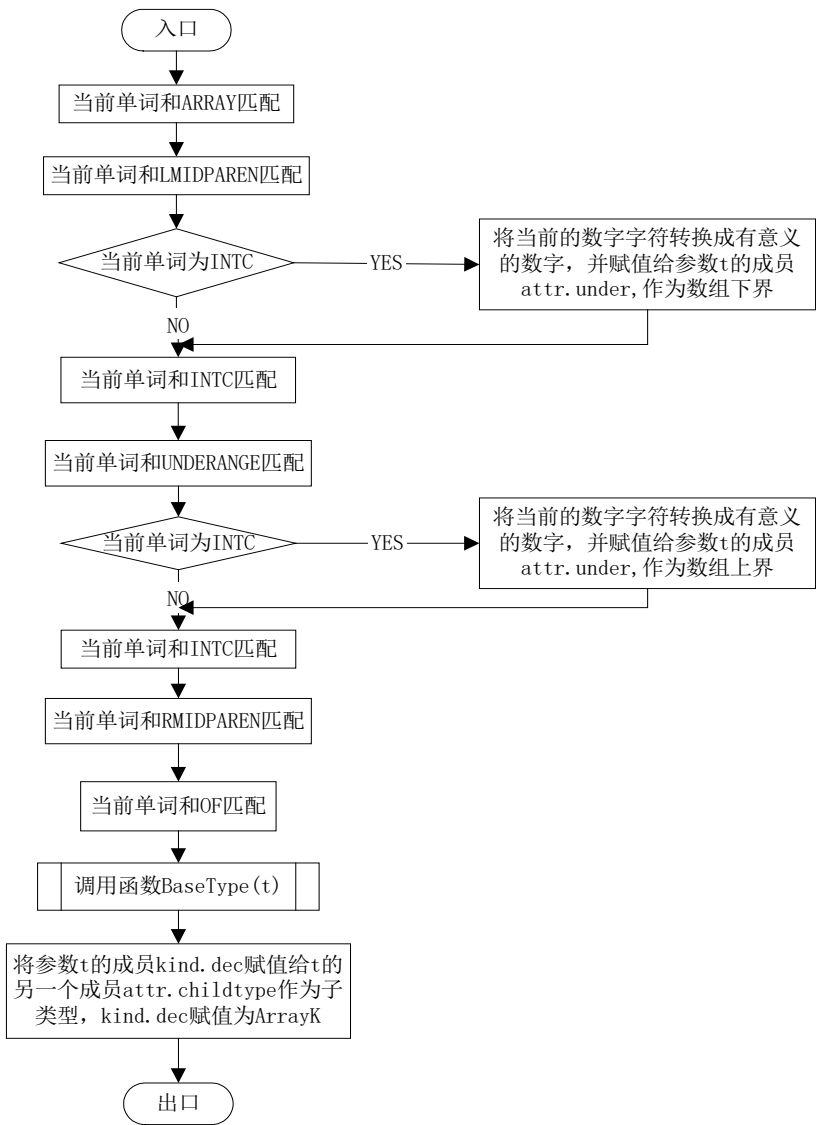 入口
当前单词和ARRAY匹配
当前单词和LMIDPAREN匹配
当前单词为INTC
YES
将当前的数字字符转换成有意义
的数字，并赋值给参数t的成员
attr.under,作为数组下界
NO
当前单词和INTC匹配
当前单词和UNDERANGE匹配
当前单词为INTC
YES
将当前的数字字符转换成有意义
的数字，并赋值给参数t的成员
attr.under,作为数组上界
NO
当前单词和INTC匹配
当前单词和RMIDPAREN匹配
当前单词和OF匹配
调用函数BaseType(t)
将参数t的成员kind.dec赋值给t的
另一个成员attr.childtype作为子
类型，kind.dec赋值为ArrayK
出口